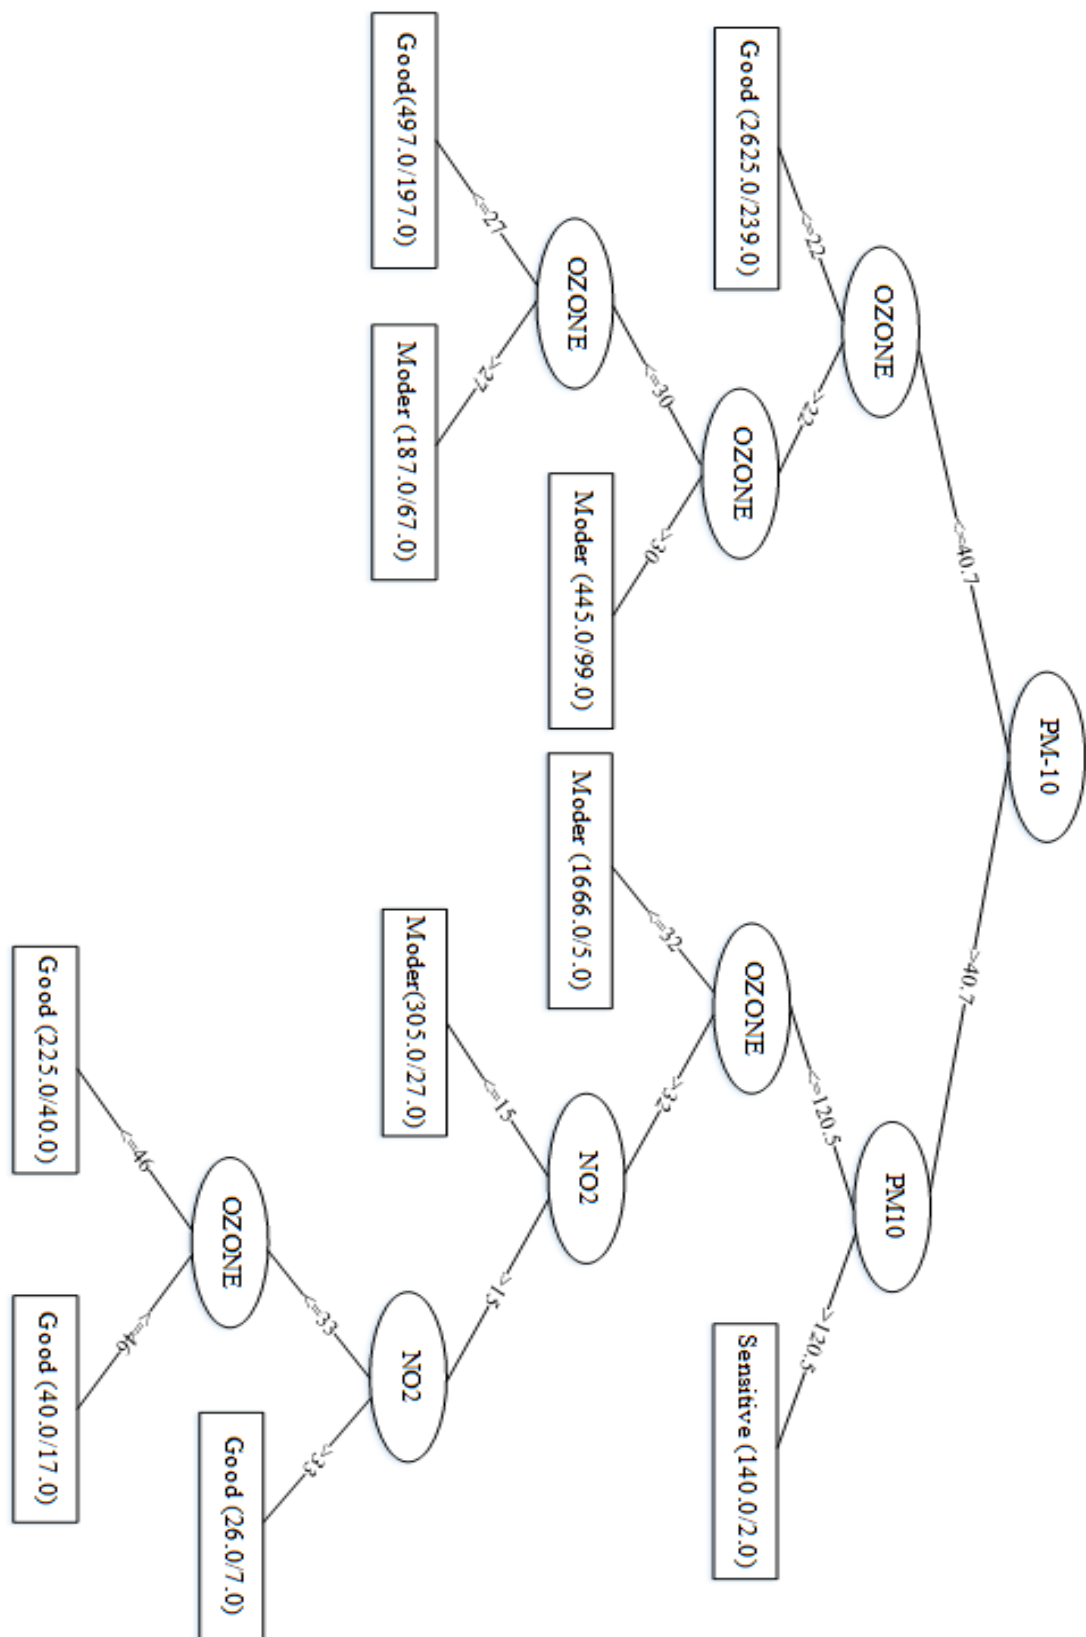 PM-10
<=40.7
>40.7
OZONE
PM10
<=22
>22
<=120.5
>120.5
Good (2625.0/239.0)
OZONE
OZONE
Sensitive (140.0/2.0)
<=30
>30
<=32
>32
OZONE
Moder (445.0/99.0)
Moder (1666.0/5.0)
NO2
<=27
>27
<=15
>15
Good(497.0/197.0)
Moder (187.0/67.0)
Moder(305.0/27.0)
NO2
<=33
>33
OZONE
Good (26.0/7.0)
<=46
=>46
Good (225.0/40.0)
Good (40.0/17.0)